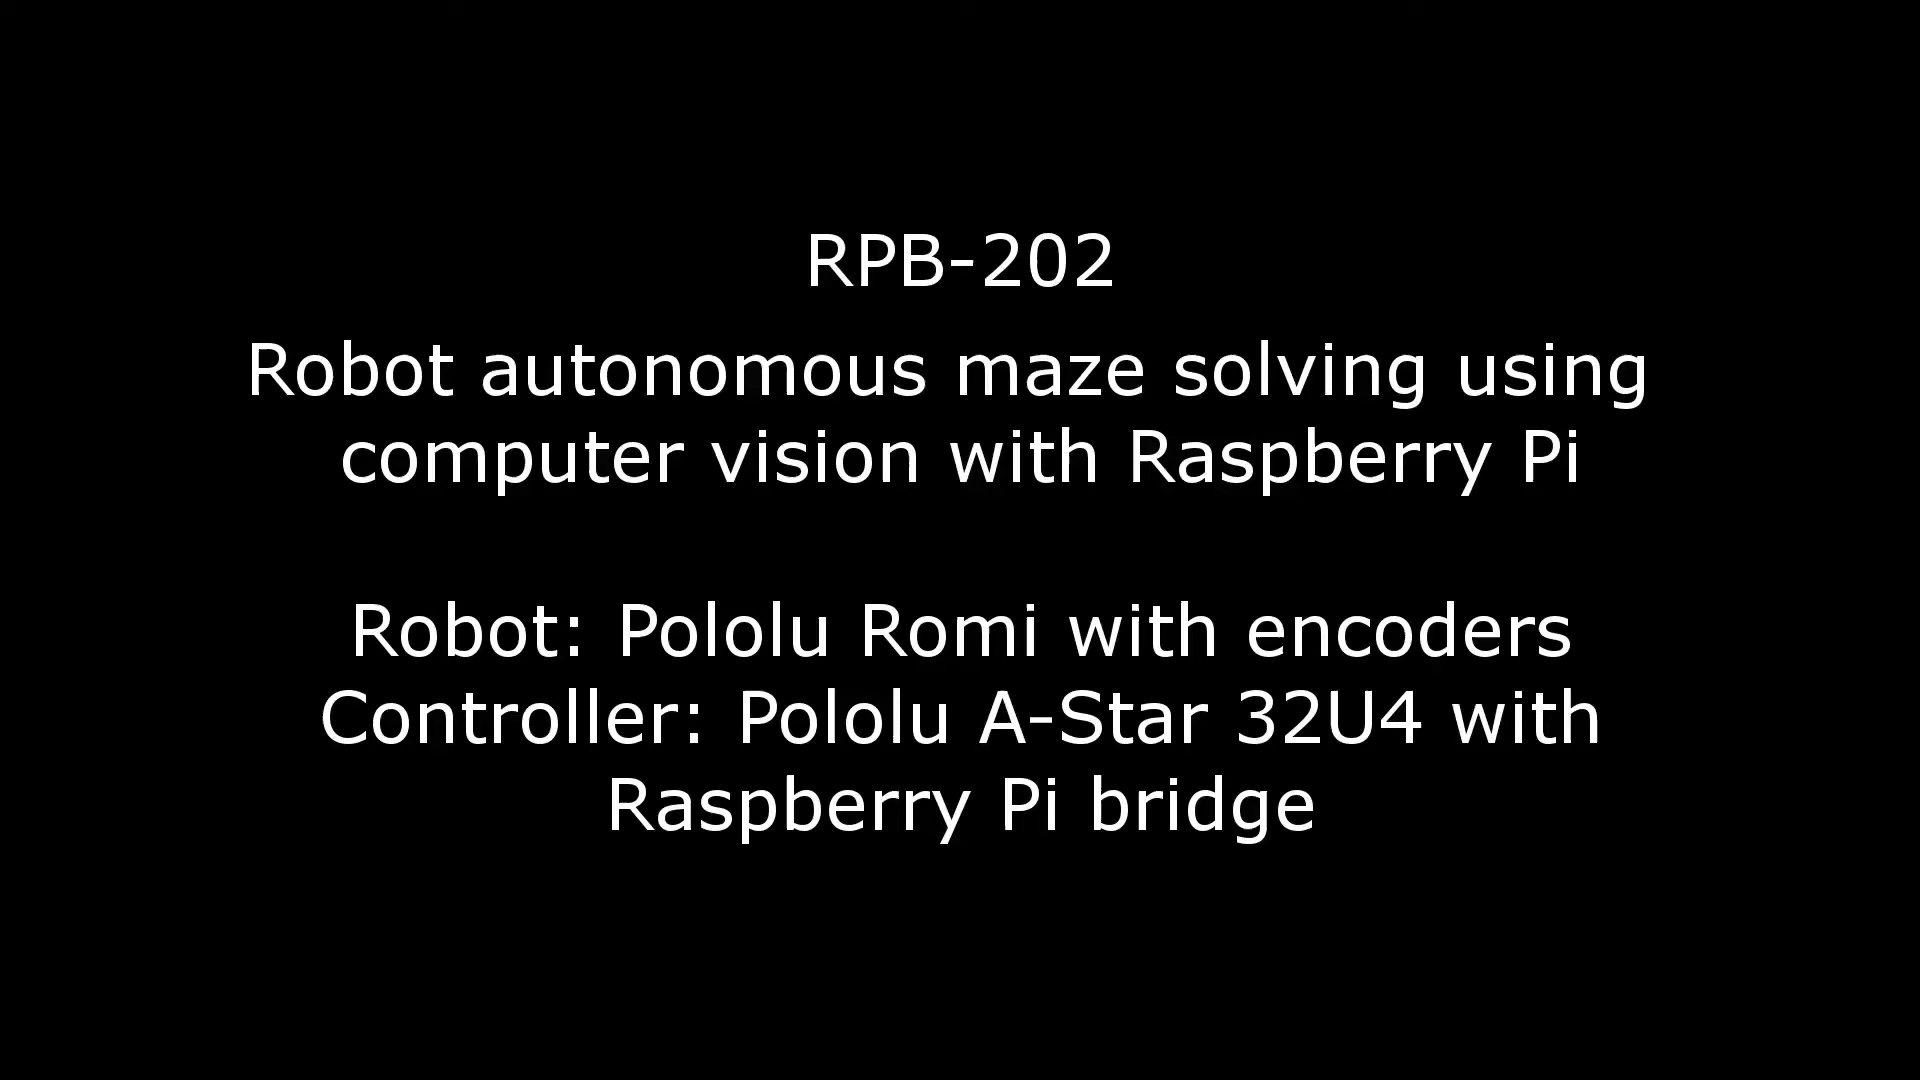 RPB-202
Robot autonomous maze solving using
computer vision with Raspberry Pi
Robot: Pololu Romi with encoders
Controller: Pololu A-Star 32U4 with
Raspberry Pi bridge